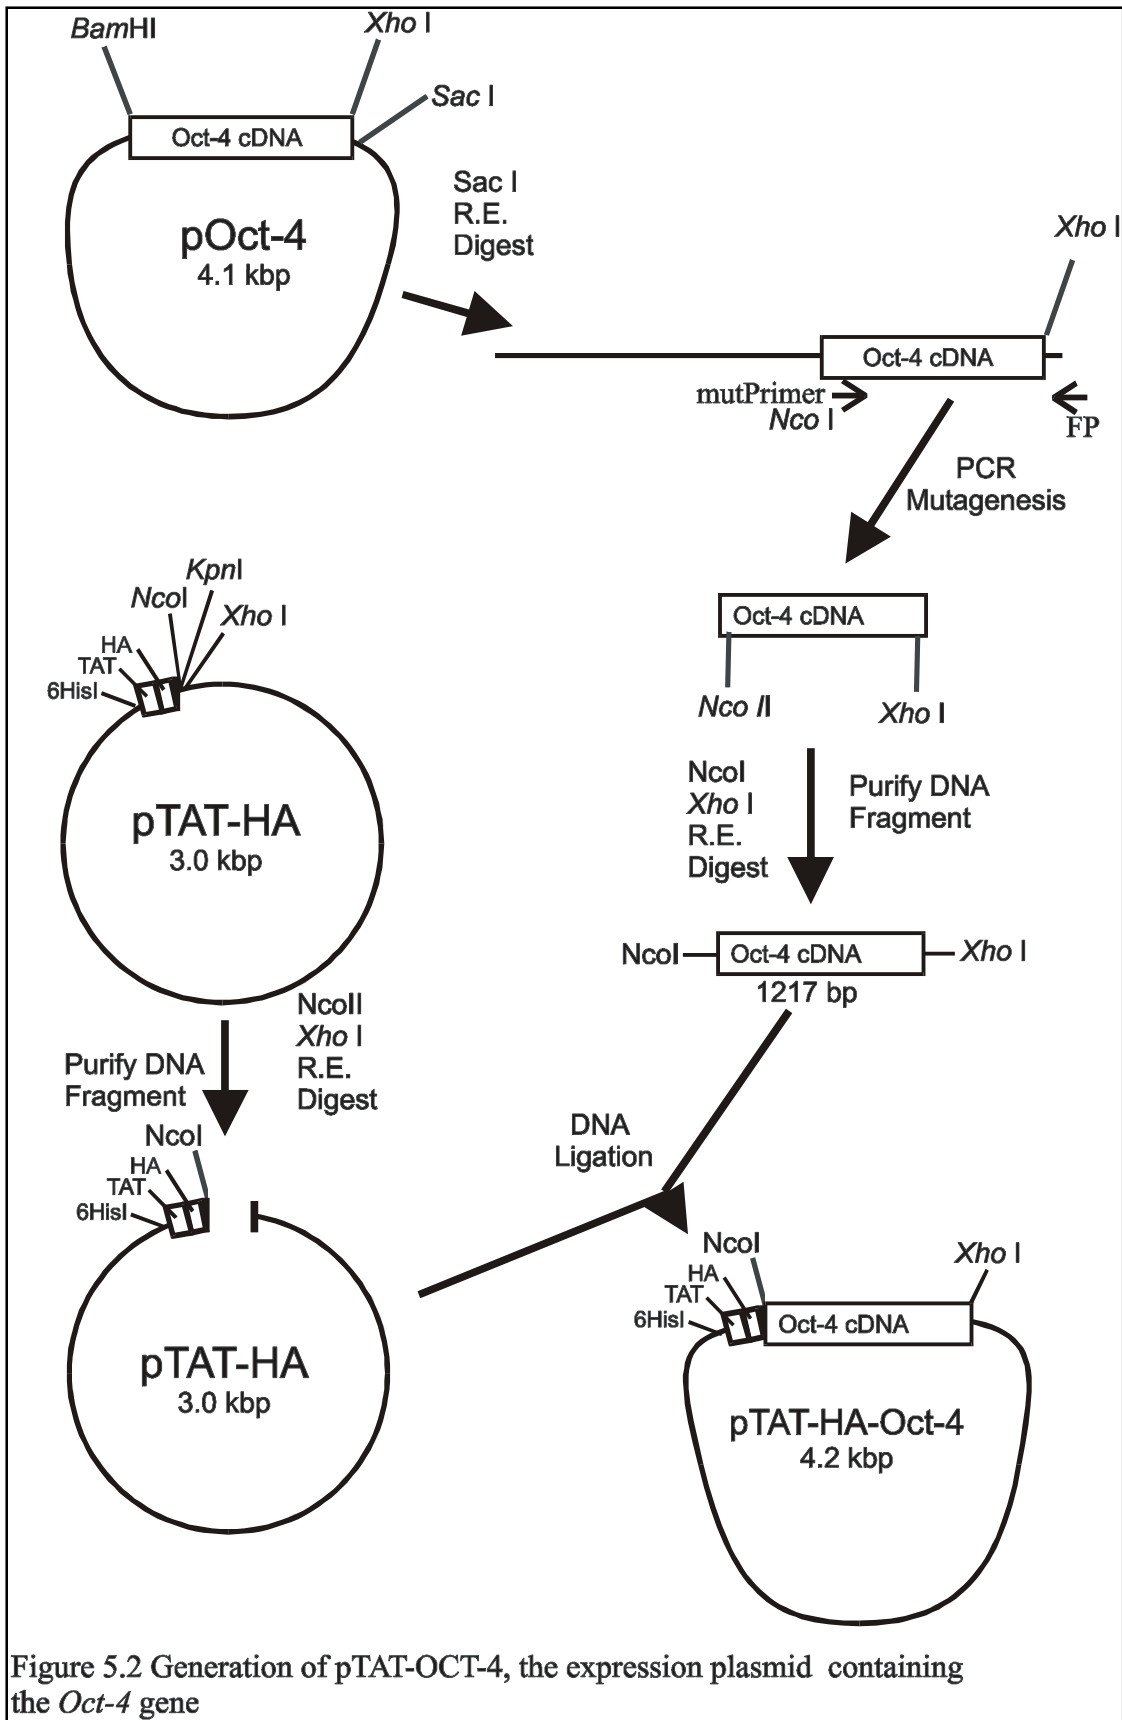 BamHI
Xho I
Sac I
Oct-4 cDNA
pOct-4
4.1 kbp
Sac I
R.E.
Digest
Xho I
Oct-4 cDNA
mutPrimer
Nco I
FP
PCR
Mutagenesis
Oct-4 cDNA
Nco II
Xho I
NcoI
Xho I
R.E.
Digest
Purify DNA
Fragment
NcoI
Oct-4 cDNA
Xho I
1217 bp
KpnI
NcoI
Xho I
HA
TAT
6HisI
pTAT-HA
3.0 kbp
NcoII
Xho I
R.E.
Digest
Purify DNA
Fragment
NcoI
HA
TAT
6HisI
pTAT-HA
3.0 kbp
DNA
Ligation
NcoI
Xho I
HA
TAT
6HisI
Oct-4 cDNA
pTAT-HA-Oct-4
4.2 kbp
Figure 5.2 Generation of pTAT-OCT-4, the expression plasmid containing
the Oct-4 gene